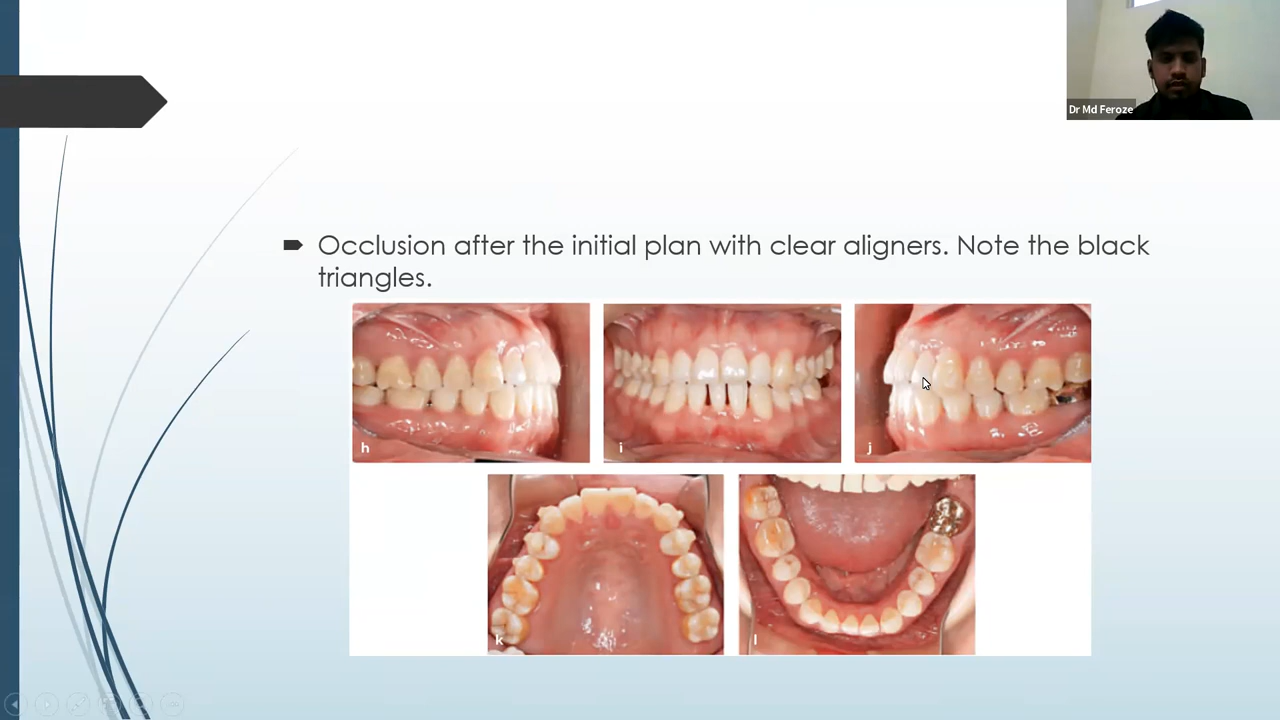 Dr Md Feroze
Occlusion after the initial plan with clear aligners. Note the black
triangles.
h
i
j
k
l